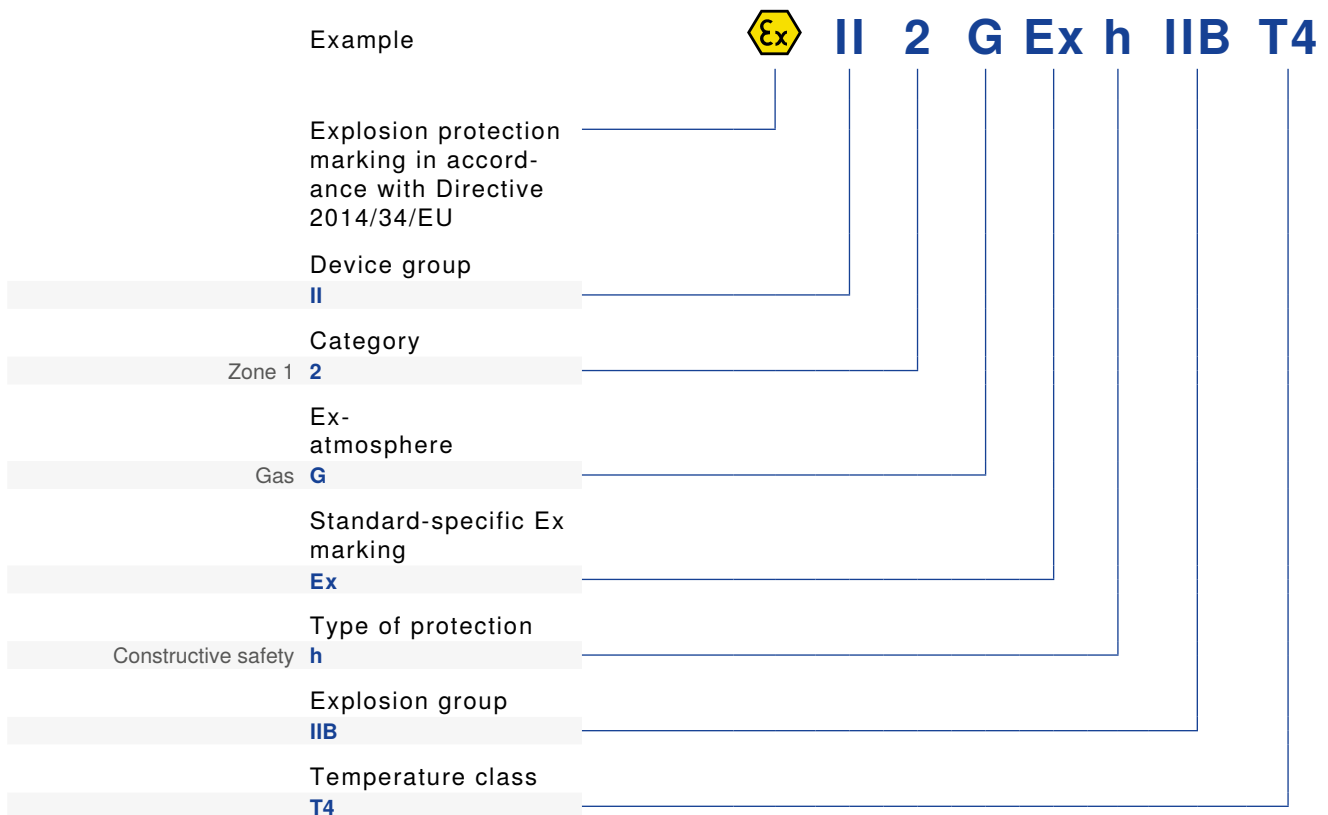 Example εx II 2 G Ex h IIB T4
Explosion protection
marking in accord-
ance with Directive
2014/34/EU
Device group
II
Category
Zone 1 2
Ex-
atmosphere
Gas G
Standard-specific Ex
marking
Ex
Type of protection
Constructive safety h
Explosion group
IIB
Temperature class
T4